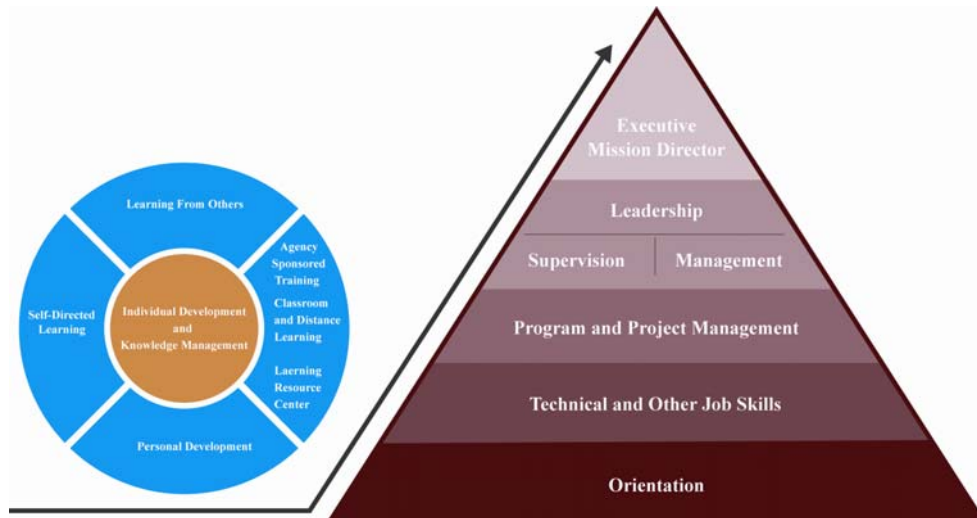 Learning From Others
Agency
Sponsored
Training
Classroom
and Distance
Learning
Laerning
Resource
Center
Self-Directed
Learning
Individual Development
and
Knowledge Management
Personal Development
Executive
Mission Director
Leadership
Supervision
Management
Program and Project Management
Technical and Other Job Skills
Orientation